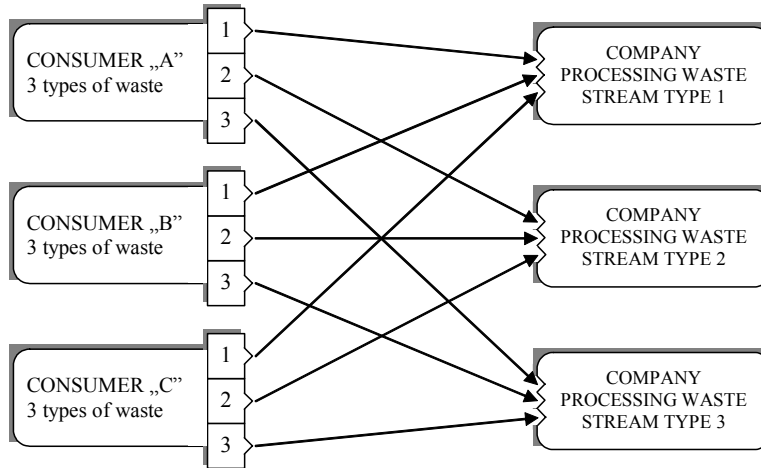 CONSUMER „A”
3 types of waste
1
2
3
COMPANY
PROCESSING WASTE
STREAM TYPE 1
CONSUMER „B”
3 types of waste
1
2
3
COMPANY
PROCESSING WASTE
STREAM TYPE 2
CONSUMER „C”
3 types of waste
1
2
3
COMPANY
PROCESSING WASTE
STREAM TYPE 3